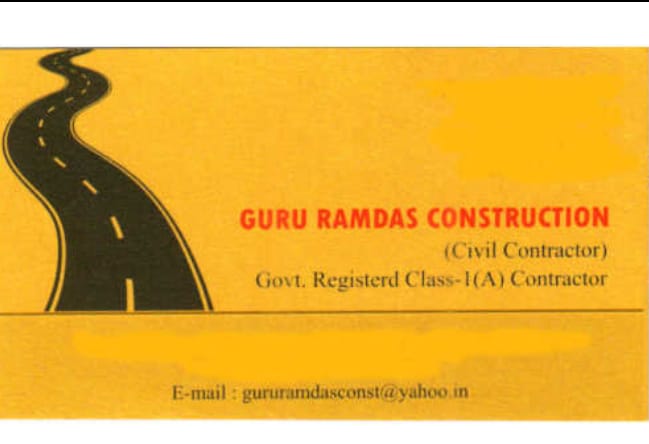 GURU RAMDAS CONSTRUCTION
(Civil Contractor)
Govt. Registerd Class-1(A) Contractor
E-mail : gururamdasconst@yahoo.in